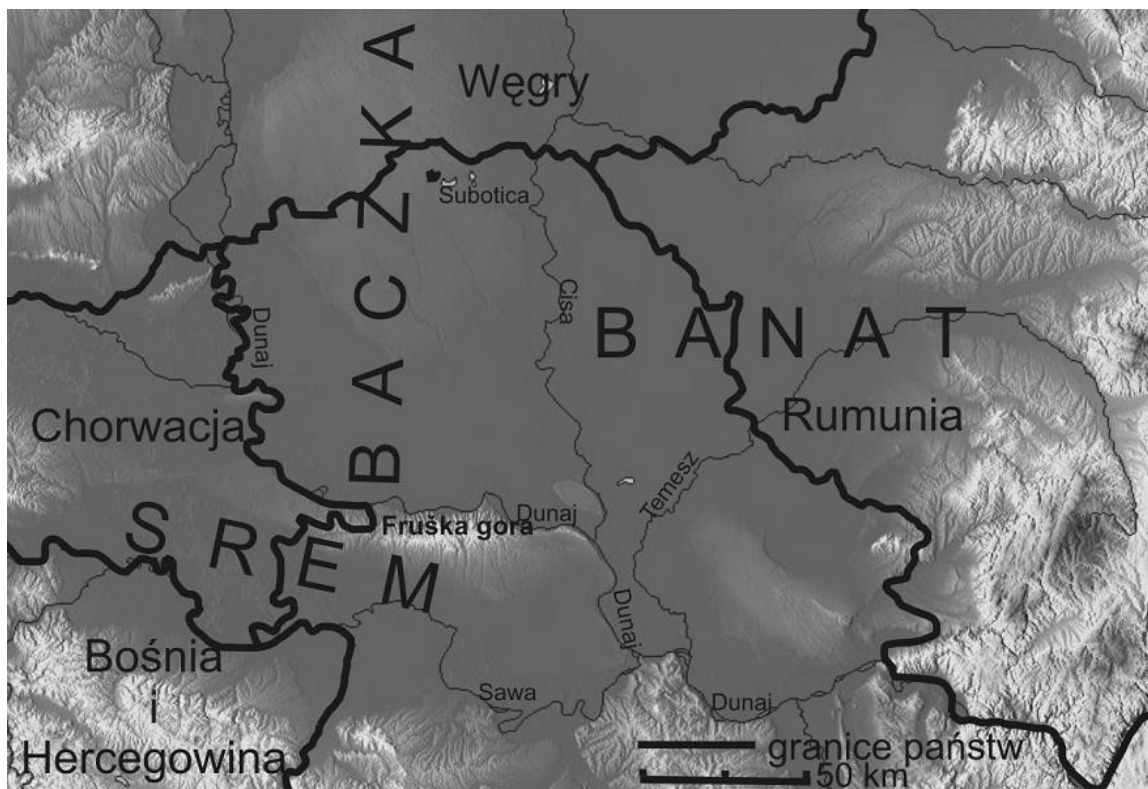 Węgry
BACZKA
Subotica
Cisa
Dunaj
BANAT
Chorwacja
Rumunia
Temesz
Dunaj
Fruška gora
SREM
Dunaj
Bośnia
i
Hercegowina
Sawa
Dunaj
granice państw
50 km